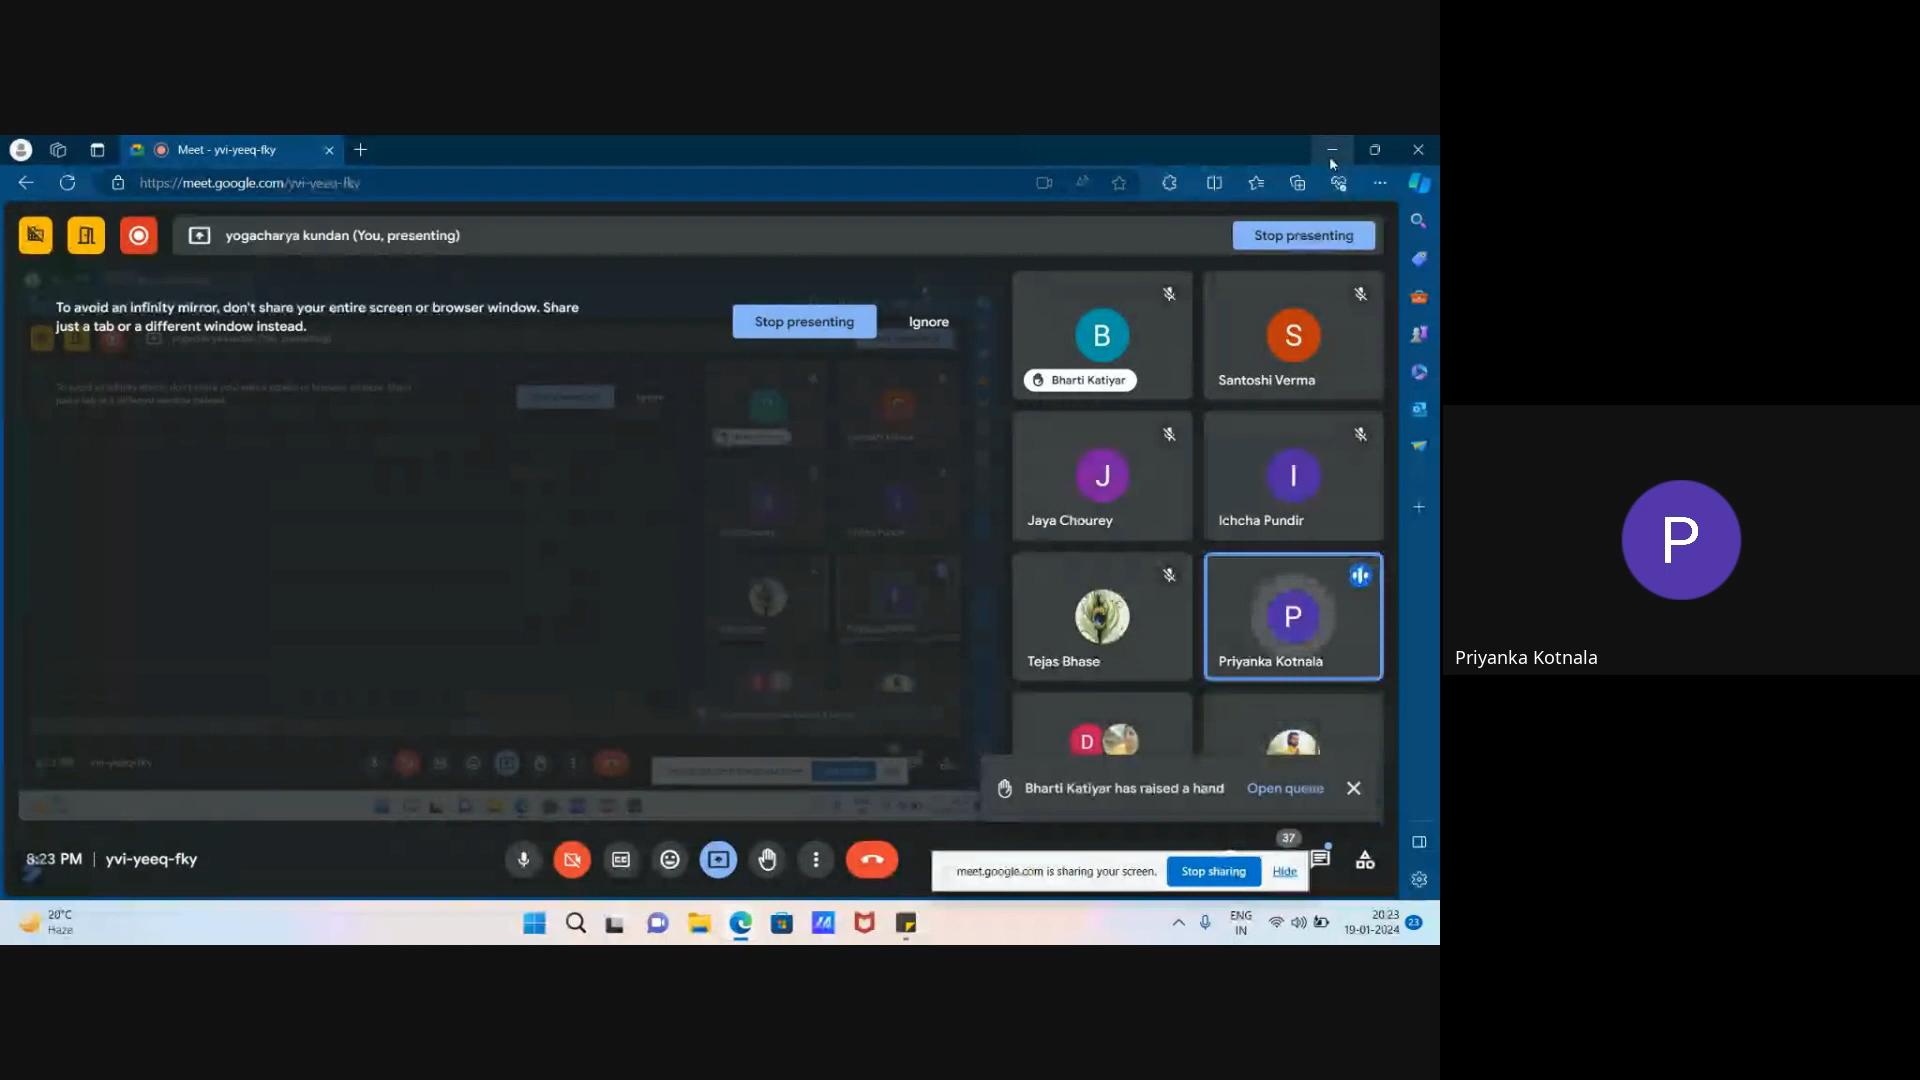 Meet - yvi-yeeq-fky
https://meet.google.com/yvi-yeeq-fky
yogacharya kundan (You, presenting)
Stop presenting
To avoid an infinity mirror, don't share your entire screen or browser window. Share
just a tab or a different window instead.
Stop presenting
Ignore
B
Bharti Katiyar
S
Santoshi Verma
J
Jaya Chourey
I
Ichcha Pundir
Tejas Bhase
P
Priyanka Kotnala
P
Priyanka Kotnala
D
Bharti Katiyar has raised a hand
Open queue
37
8:23 PM | yvi-yeeq-fky
meet.google.com is sharing your screen.
Stop sharing
Hide
20°C
Haze
ENG
IN
20:23
19-01-2024
23